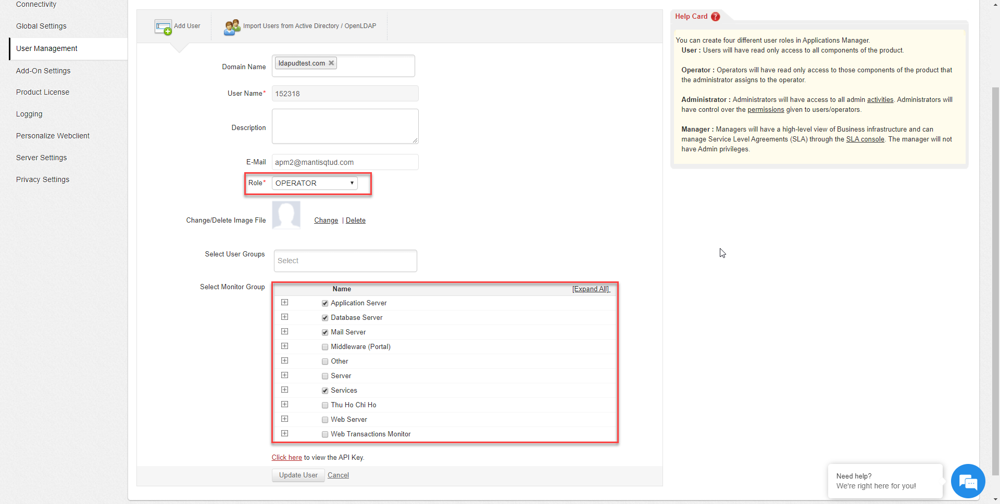 Connectivity
Global Settings
User Management
Add-On Settings
Product License
Logging
Personalize Webclient
Server Settings
Privacy Settings
Add User
Import Users from Active Directory / OpenLDAP
Domain Name
ldapudtest.com
User Name*
152318
Description
E-Mail
apm2@mantisqtud.com
Role*
OPERATOR
Change/Delete Image File
Change | Delete
Select User Groups
Select
Select Monitor Group
Name
[Expand All]
Application Server
Database Server
Mail Server
Middleware (Portal)
Other
Server
Services
Thu Ho Chi Ho
Web Server
Web Transactions Monitor
Click here to view the API Key.
Update User
Cancel
Help Card ?
You can create four different user roles in Applications Manager.
User : Users will have read only access to all components of the product.
Operator : Operators will have read only access to those components of the product that
the administrator assigns to the operator.
Administrator : Administrators will have access to all admin activities. Administrators will
have control over the permissions given to users/operators.
Manager : Managers will have a high-level view of Business infrastructure and can
manage Service Level Agreements (SLA) through the SLA console. The manager will not
have Admin privileges.
Need help?
We're right here for you!